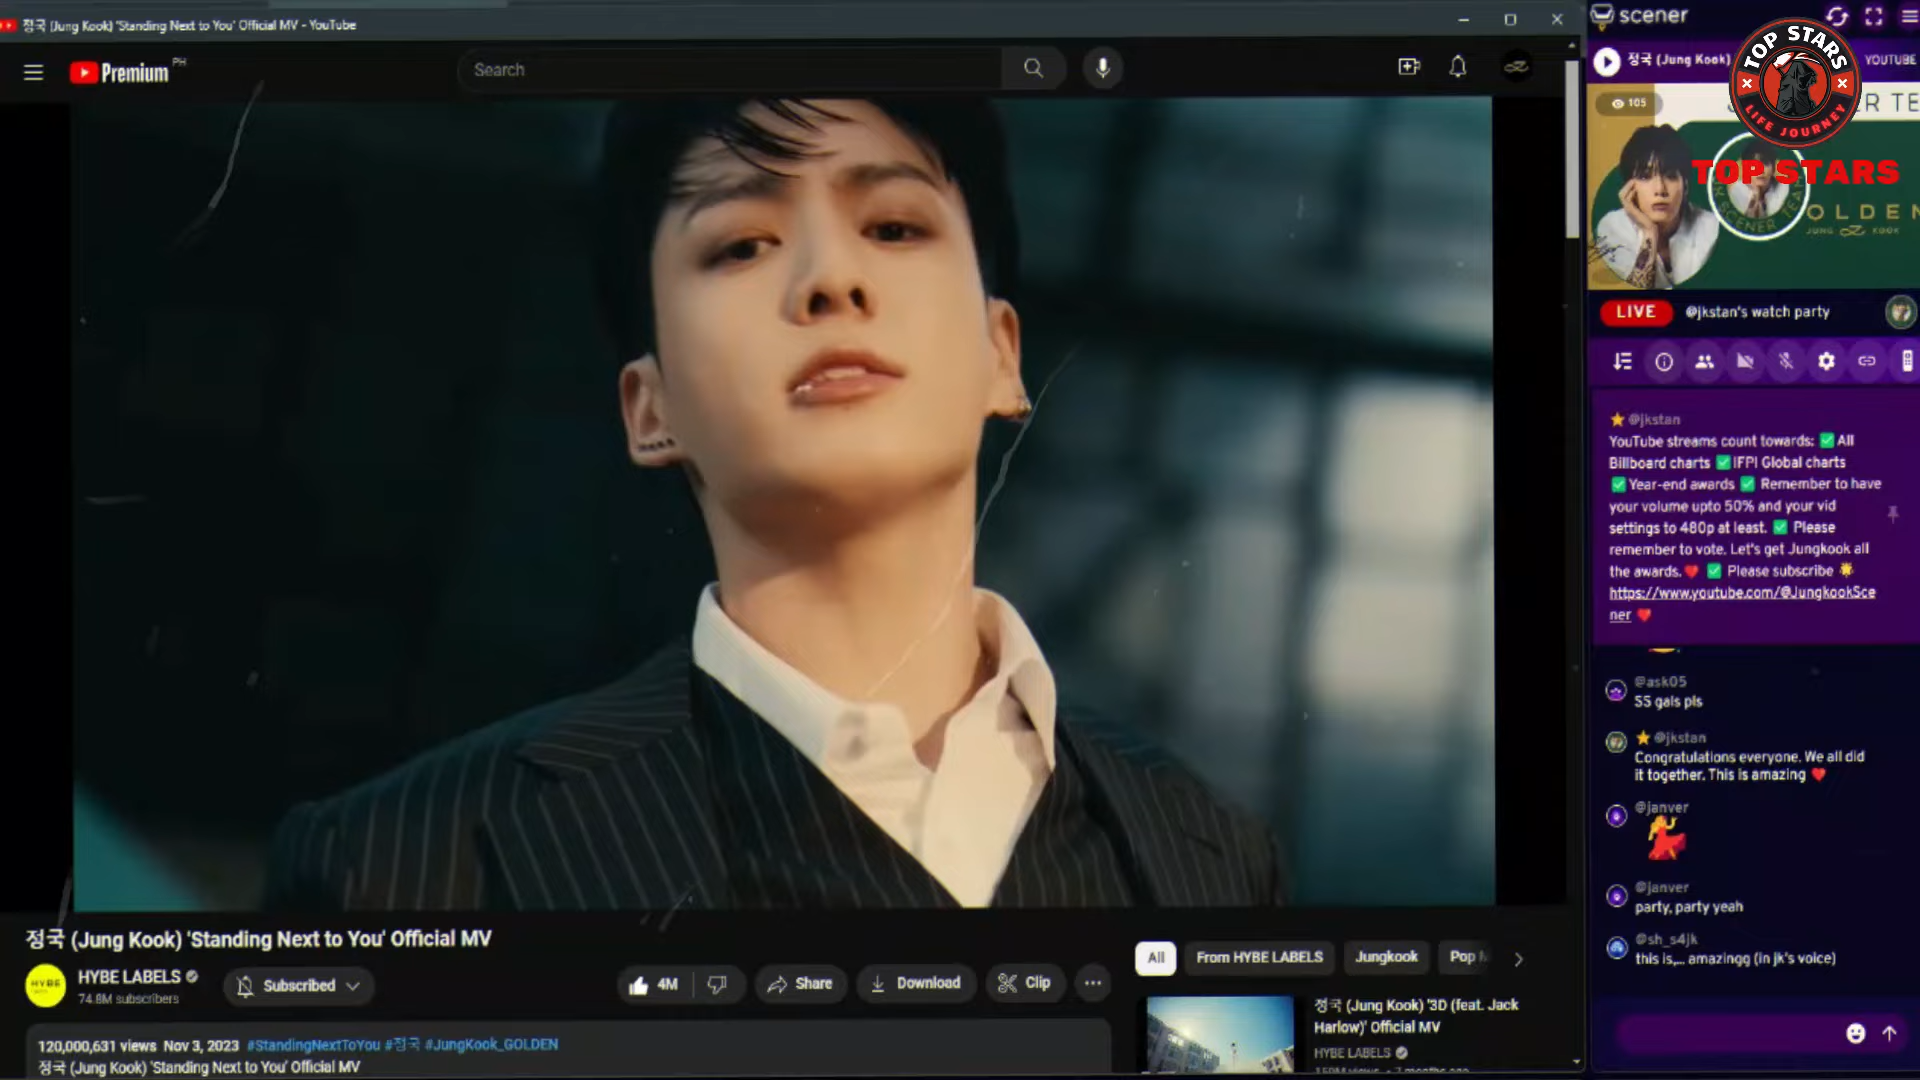 정국 (Jung Kook) 'Standing Next to You' Official MV - YouTube
Premium PH
Search
정국 (Jung Kook) 'Standing Next to You' Official MV
HYBE LABELS
74.8M subscribers
Subscribed
4M
Share
Download
Clip
120,000,631 views Nov 3, 2023 #StandingNextToYou #정국 #JungKook_GOLDEN
정국 (Jung Kook) 'Standing Next to You' Official MV
All
From HYBE LABELS
Jungkook
Pop
정국 (Jung Kook) '3D (feat. Jack
Harlow)' Official MV
HYBE LABELS
scener
정국 (Jung Kook)
YOUTUBE
TOP STARS
LIFE JOURNEY
TOP STARS
105
ER TE
SCENER TEA
OLDEN
JUNG KOOK
LIVE
@jkstan's watch party
@jkstan
YouTube streams count towards: ✅All
Billboard charts ✅IFPI Global charts
✅Year-end awards ✅ Remember to have
your volume upto 50% and your vid
settings to 480p at least. ✅ Please
remember to vote. Let's get Jungkook all
the awards.❤️ ✅ Please subscribe 🌟
https://www.youtube.com/@JungkookSce
ner ❤️
@ask05
SS gals pls
@jkstan
Congratulations everyone. We all did
it together. This is amazing ❤️
@janver
@janver
party, party yeah
@sh_s4jk
this is,... amazingg (in jk's voice)